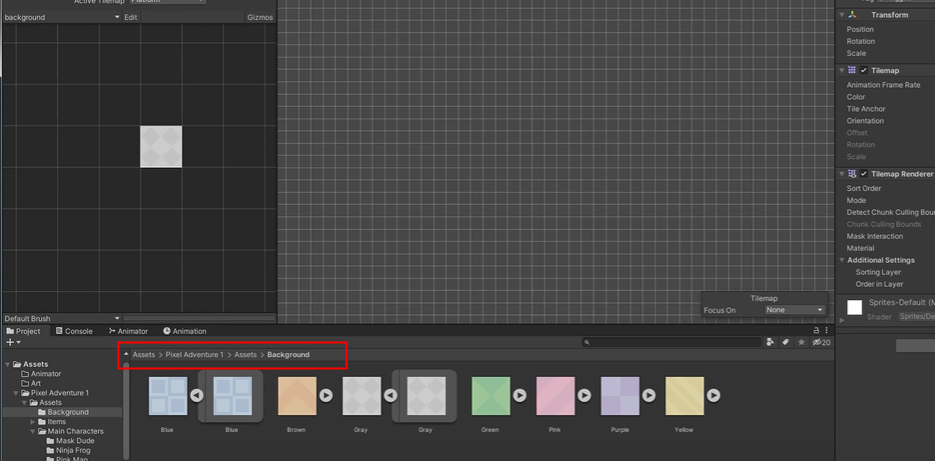 Active Tilemap Platform
background Edit Gizmos
Default Brush
Tilemap
Focus On None
Project Console Animator Animation
20
Assets > Pixel Adventure 1 > Assets > Background
Assets
Animator
Art
Pixel Adventure 1
Assets
Background
Items
Main Characters
Mask Dude
Ninja Frog
Pink Man
Blue Blue Brown Gray Gray Green Pink Purple Yellow
Transform
Position
Rotation
Scale
Tilemap
Animation Frame Rate
Color
Tile Anchor
Orientation
Offset
Rotation
Scale
Tilemap Renderer
Sort Order
Mode
Detect Chunk Culling Bou
Chunk Culling Bounds
Mask Interaction
Material
Additional Settings
Sorting Layer
Order in Layer
Sprites-Default (M
Shader Sprites/De